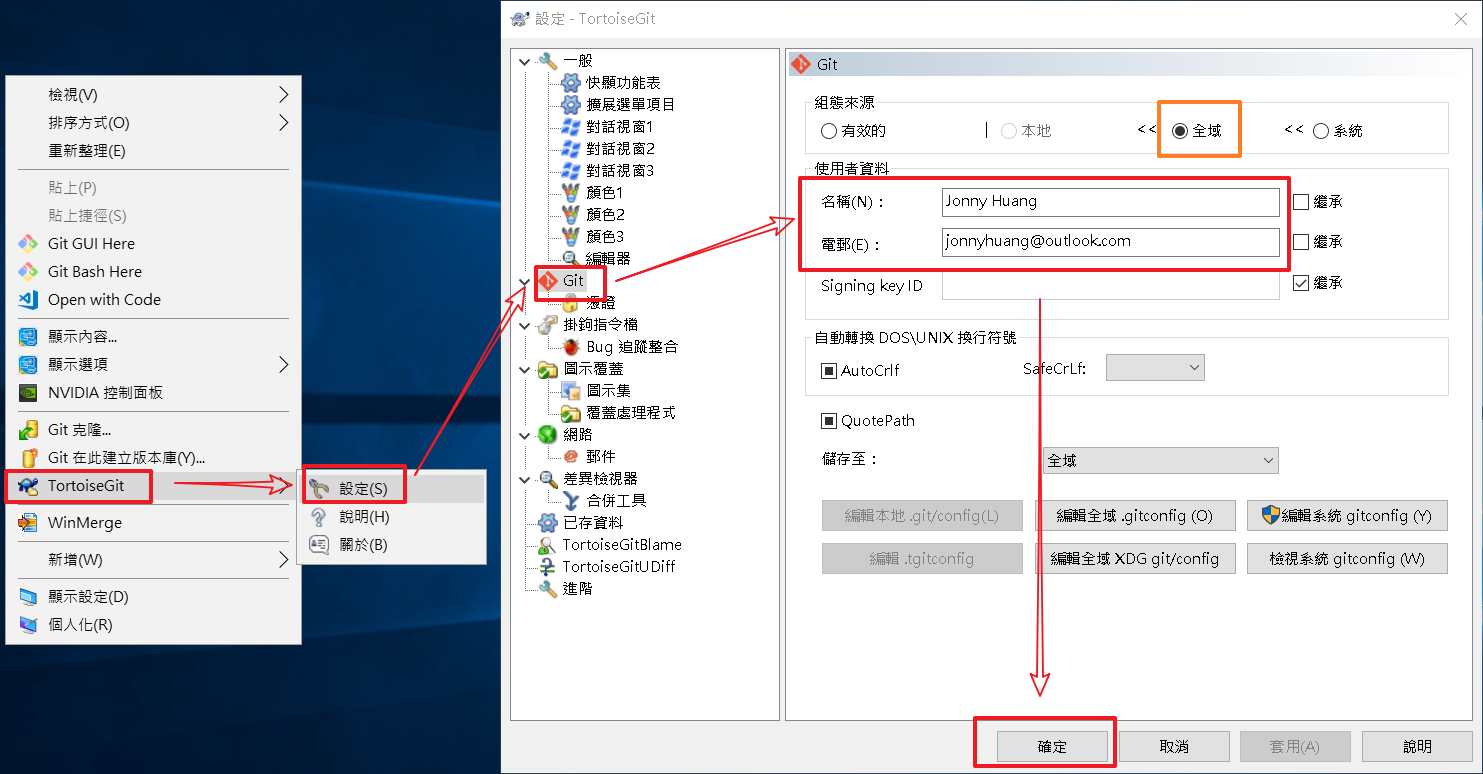 檢視(V)
排序方式(O)
重新整理(E)
貼上(P)
貼上捷徑(S)
Git GUI Here
Git Bash Here
Open with Code
顯示內容...
顯示選項
NVIDIA 控制面板
Git 克隆...
Git 在此建立版本庫(Y)...
TortoiseGit
WinMerge
新增(W)
顯示設定(D)
個人化(R)
設定(S)
說明(H)
關於(B)
設定 - TortoiseGit
一般
快顯功能表
擴展選單項目
對話視窗1
對話視窗2
對話視窗3
顏色1
顏色2
顏色3
編輯器
Git
憑證
掛鉤指令檔
Bug 追蹤整合
圖示覆蓋
圖示集
覆蓋處理程式
網路
郵件
差異檢視器
合併工具
已存資料
TortoiseGitBlame
TortoiseGitUDiff
進階
Git
組態來源
有效的 | 本地 << 全域 << 系統
使用者資料
名稱(N)： Jonny Huang 繼承
電郵(E)： jonnyhuang@outlook.com 繼承
Signing key ID 繼承
自動轉換 DOS\UNIX 換行符號
AutoCrlf SafeCrLf:
QuotePath
儲存至： 全域
編輯本地 .git/config(L) 編輯全域 .gitconfig (O) 編輯系統 gitconfig (Y)
編輯 .tgitconfig 編輯全域 XDG git/config 檢視系統 gitconfig (W)
確定 取消 套用(A) 說明